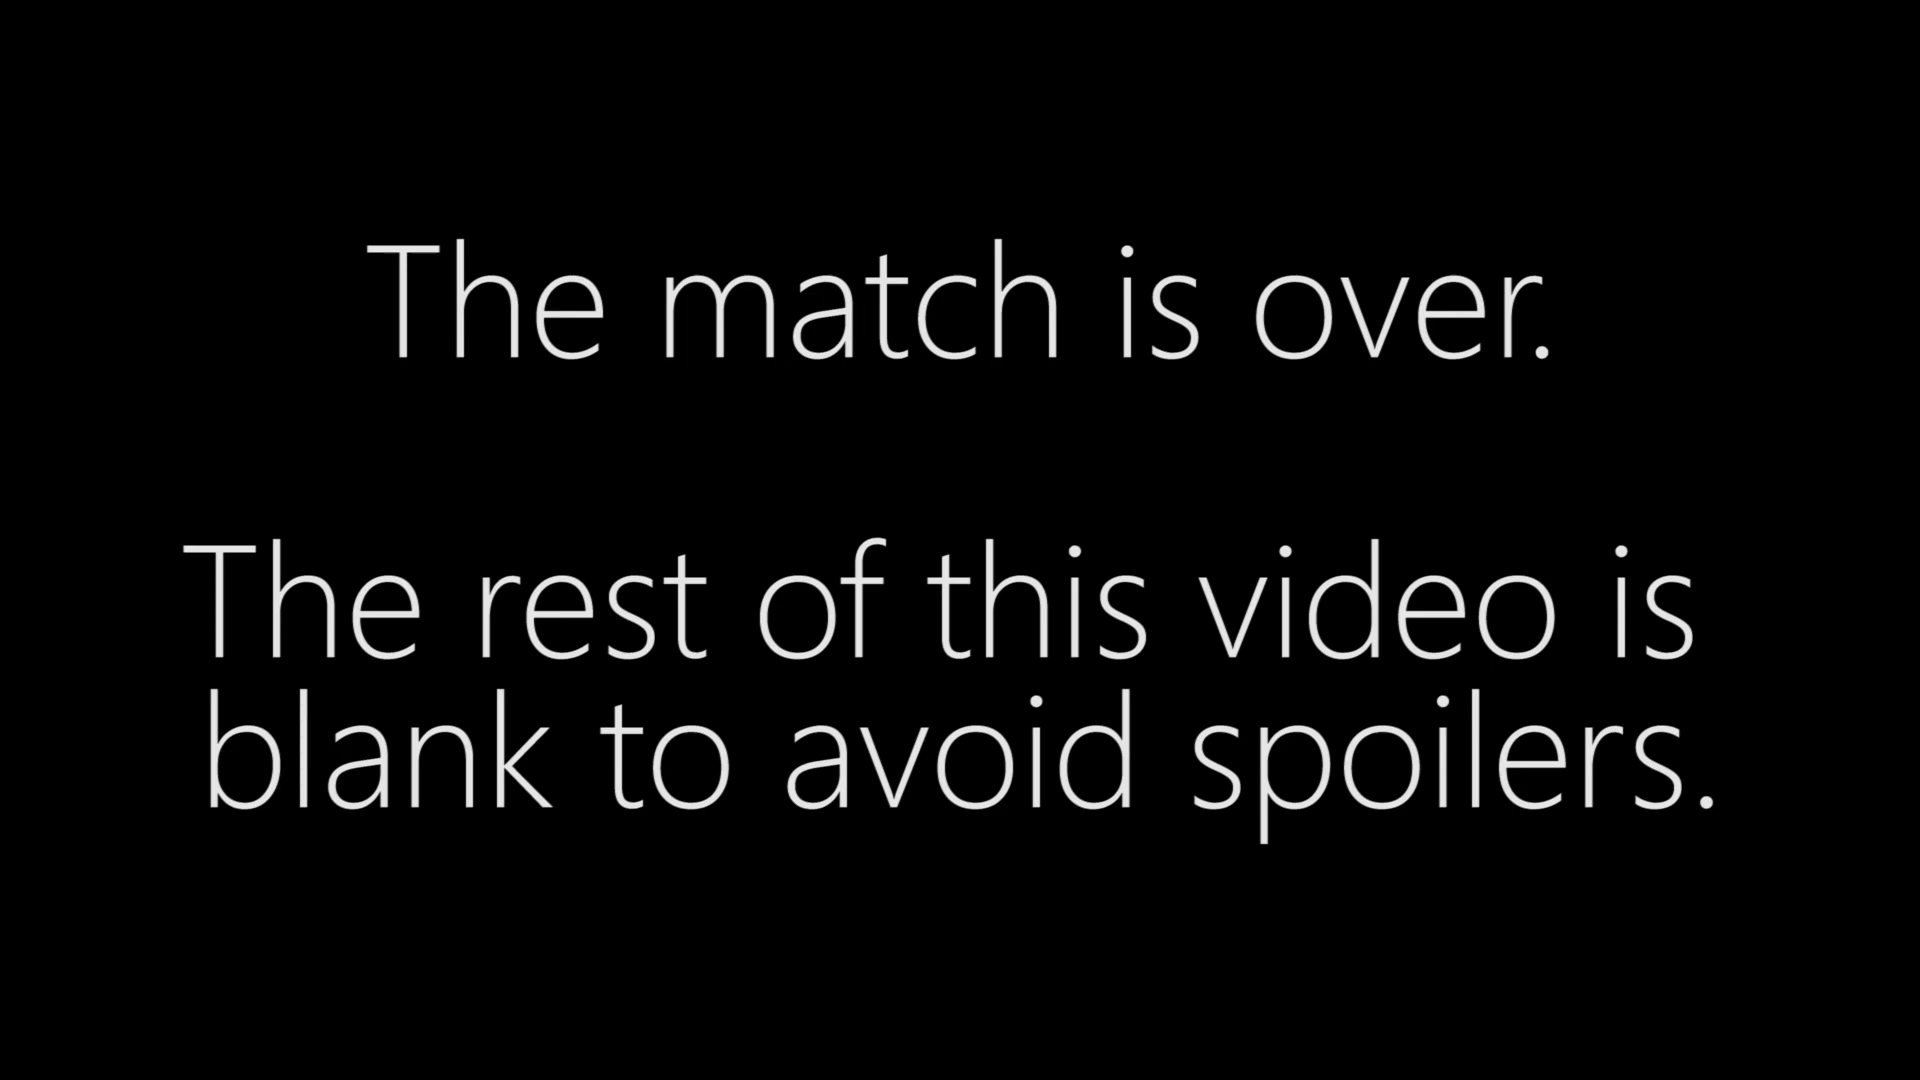 The match is over.
The rest of this video is
blank to avoid spoilers.